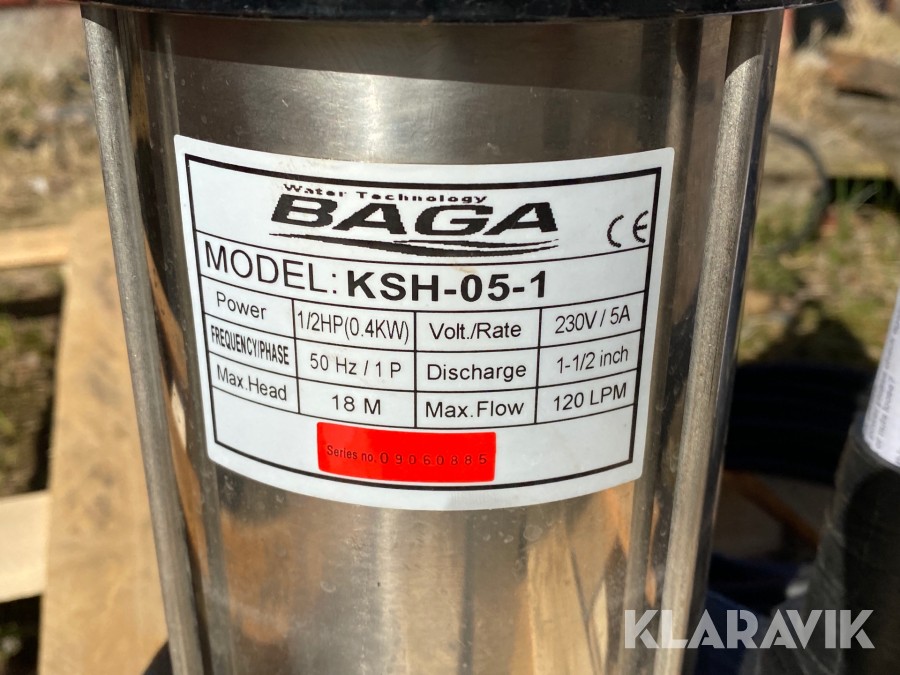 Water Technology
BAGA
CE
MODEL: KSH-05-1
Power 1/2HP(0.4KW) Volt./Rate 230V / 5A
FREQUENCY/PHASE 50 Hz / 1 P Discharge 1-1/2 inch
Max.Head 18 M Max.Flow 120 LPM
Series no. 09060885
KLARAVIK